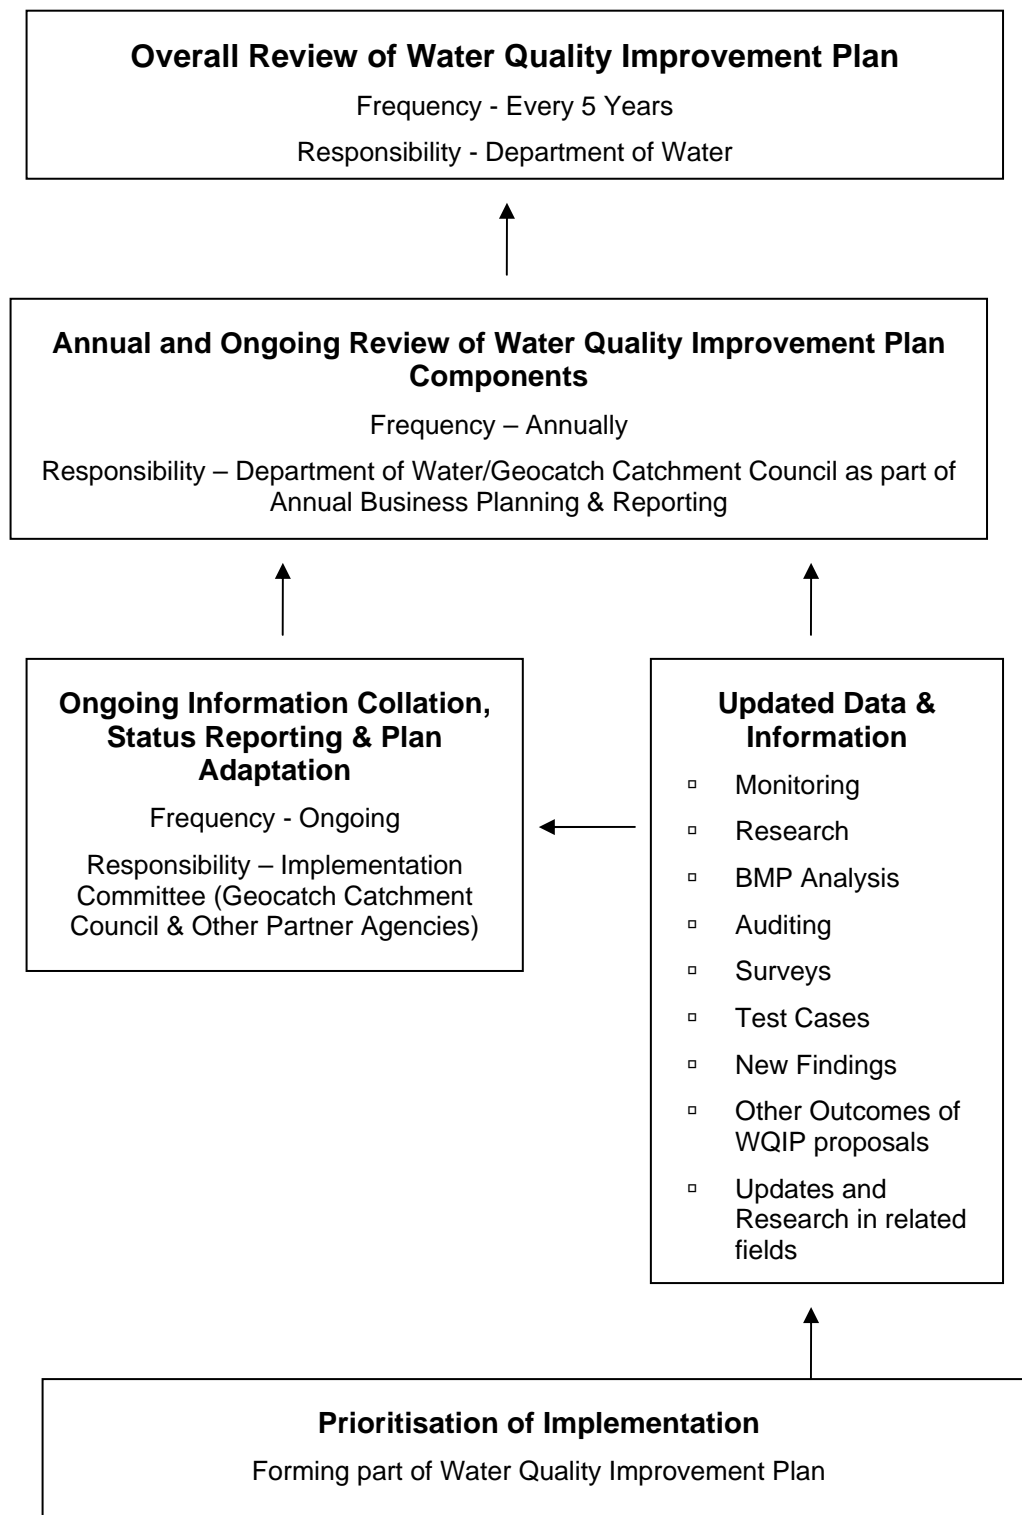 Overall Review of Water Quality Improvement Plan
Frequency - Every 5 Years
Responsibility - Department of Water
Annual and Ongoing Review of Water Quality Improvement Plan
Components
Frequency – Annually
Responsibility – Department of Water/Geocatch Catchment Council as part of
Annual Business Planning & Reporting
Ongoing Information Collation,
Status Reporting & Plan
Adaptation
Frequency - Ongoing
Responsibility – Implementation
Committee (Geocatch Catchment
Council & Other Partner Agencies)
Updated Data &
Information
▫ Monitoring
▫ Research
▫ BMP Analysis
▫ Auditing
▫ Surveys
▫ Test Cases
▫ New Findings
▫ Other Outcomes of
WQIP proposals
▫ Updates and
Research in related
fields
Prioritisation of Implementation
Forming part of Water Quality Improvement Plan